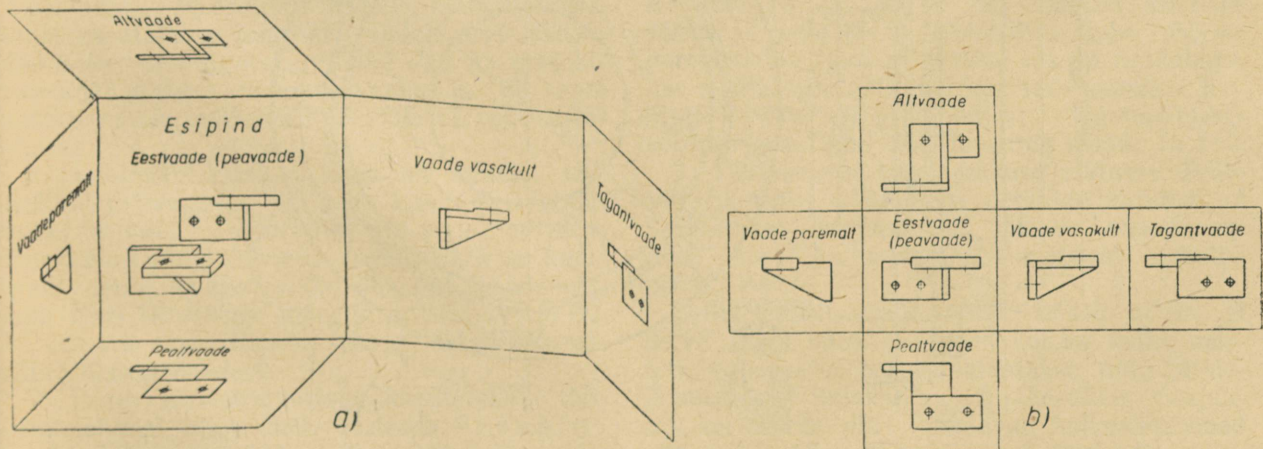 Altvaade
Esipind
Eestvaade (peavaade)
Vaade paremalt
Vaade vasakult
Tagantvaade
Pealtvaade
a)
Altvaade
Vaade paremalt
Eestvaade
(peavaade)
Vaade vasakult
Tagantvaade
Pealtvaade
b)